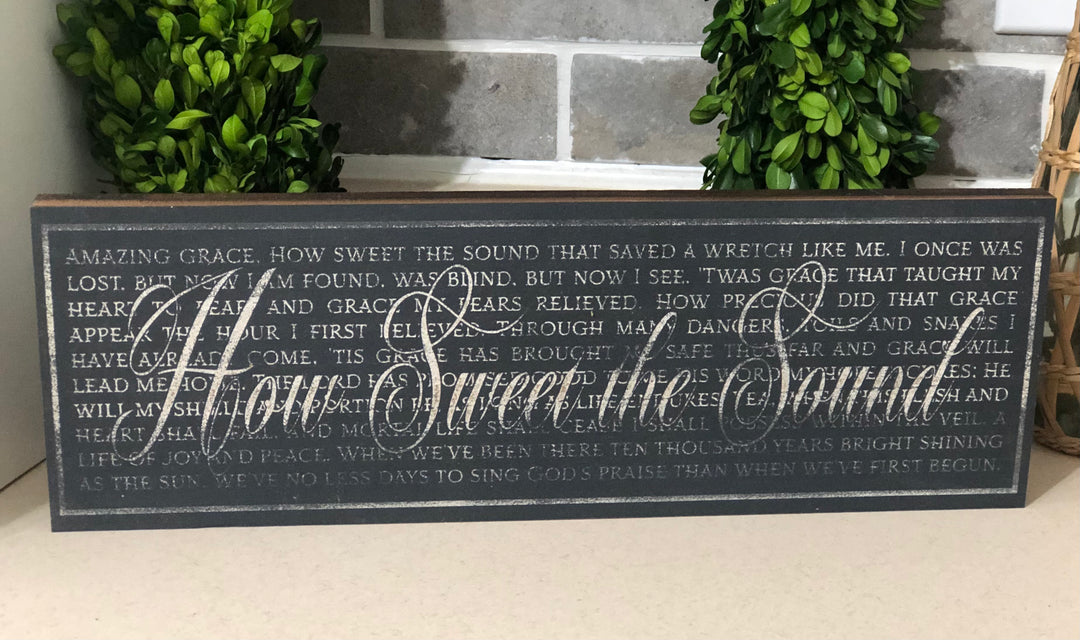 AMAZING GRACE, HOW SWEET THE SOUND THAT SAVED A WRETCH LIKE ME. I ONCE WAS
LOST, BUT NOW I AM FOUND, WAS BLIND, BUT NOW I SEE. 'TWAS GRACE THAT TAUGHT MY
HEART TO FEAR, AND GRACE MY FEARS RELIEVED. HOW PRECIOUS DID THAT GRACE
APPEAR THE HOUR I FIRST BELIEVED. THROUGH MANY DANGERS, TOILS AND SNARES I
HAVE ALREADY COME, 'TIS GRACE HAS BROUGHT ME SAFE THUS FAR AND GRACE WILL
LEAD ME HOME. THE LORD HAS PROMISED GOOD TO ME HIS WORD MY HOPE SECURES; HE
WILL MY SHIELD AND PORTION BE AS LONG AS LIFE ENDURES. YEA, WHEN THIS FLESH AND
HEART SHALL FAIL, AND MORTAL LIFE SHALL CEASE I SHALL POSSESS WITHIN THE VEIL, A
LIFE OF JOY AND PEACE. WHEN WE'VE BEEN THERE TEN THOUSAND YEARS BRIGHT SHINING
AS THE SUN, WE'VE NO LESS DAYS TO SING GOD'S PRAISE THAN WHEN WE'VE FIRST BEGUN.
How Sweet the Sound